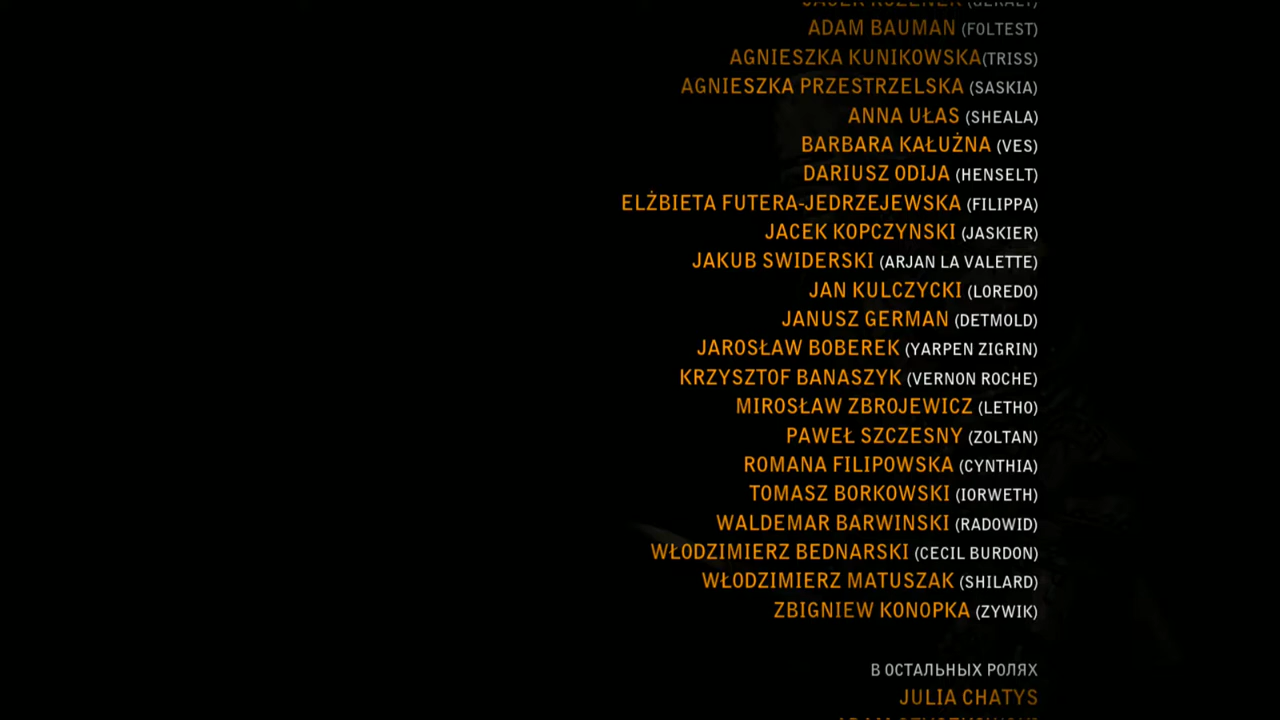 ADAM BAUMAN (FOLTEST)
AGNIESZKA KUNIKOWSKA(TRISS)
AGNIESZKA PRZESTRZELSKA (SASKIA)
ANNA UŁAS (SHEALA)
BARBARA KAŁUŻNA (VES)
DARIUSZ ODIJA (HENSELT)
ELŻBIETA FUTERA-JEDRZEJEWSKA (FILIPPA)
JACEK KOPCZYNSKI (JASKIER)
JAKUB SWIDERSKI (ARJAN LA VALETTE)
JAN KULCZYCKI (LOREDO)
JANUSZ GERMAN (DETMOLD)
JAROSŁAW BOBEREK (YARPEN ZIGRIN)
KRZYSZTOF BANASZYK (VERNON ROCHE)
MIROSŁAW ZBROJEWICZ (LETHO)
PAWEŁ SZCZESNY (ZOLTAN)
ROMANA FILIPOWSKA (CYNTHIA)
TOMASZ BORKOWSKI (IORWETH)
WALDEMAR BARWINSKI (RADOWID)
WŁODZIMIERZ BEDNARSKI (CECIL BURDON)
WŁODZIMIERZ MATUSZAK (SHILARD)
ZBIGNIEW KONOPKA (ZYWIK)
В ОСТАЛЬНЫХ РОЛЯХ
JULIA CHATYS